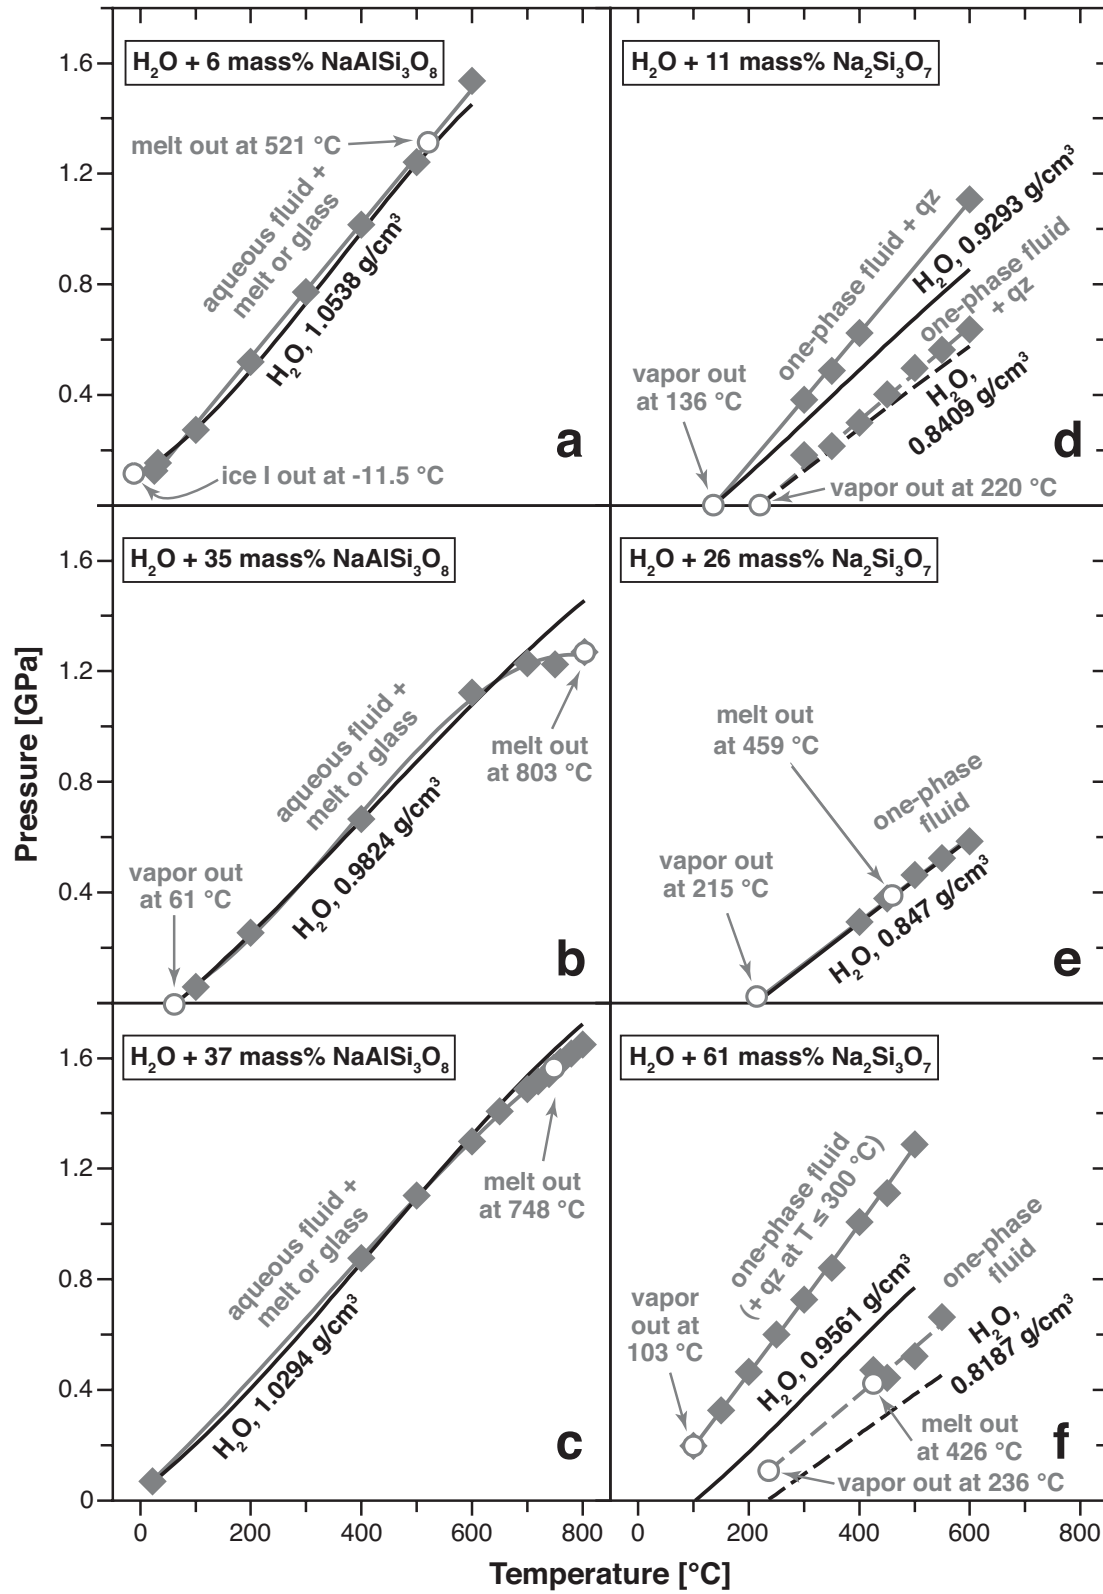 Pressure [GPa]
1.6
1.2
0.8
0.4
H₂O + 6 mass% NaAlSi₃O₈
melt out at 521 °C
aqueous fluid +
melt or glass
H₂O, 1.0538 g/cm³
ice I out at -11.5 °C
a
H₂O + 11 mass% Na₂Si₃O₇
one-phase fluid + qz
H₂O, 0.9293 g/cm³
one-phase fluid
+ qz
H₂O,
0.8409 g/cm³
vapor out
at 136 °C
vapor out at 220 °C
d
1.6
1.2
0.8
0.4
H₂O + 35 mass% NaAlSi₃O₈
aqueous fluid +
melt or glass
H₂O, 0.9824 g/cm³
melt out
at 803 °C
vapor out
at 61 °C
b
H₂O + 26 mass% Na₂Si₃O₇
melt out
at 459 °C
one-phase
fluid
vapor out
at 215 °C
H₂O, 0.847 g/cm³
e
1.6
1.2
0.8
0.4
0
H₂O + 37 mass% NaAlSi₃O₈
aqueous fluid +
melt or glass
H₂O, 1.0294 g/cm³
melt out
at 748 °C
c
H₂O + 61 mass% Na₂Si₃O₇
one-phase fluid
(+ qz at T ≤ 300 °C)
vapor
out at
103 °C
H₂O, 0.9561 g/cm³
one-phase
fluid
H₂O,
0.8187 g/cm³
melt out
at 426 °C
vapor out at 236 °C
f
0 200 400 600 800
0 200 400 600 800
Temperature [°C]